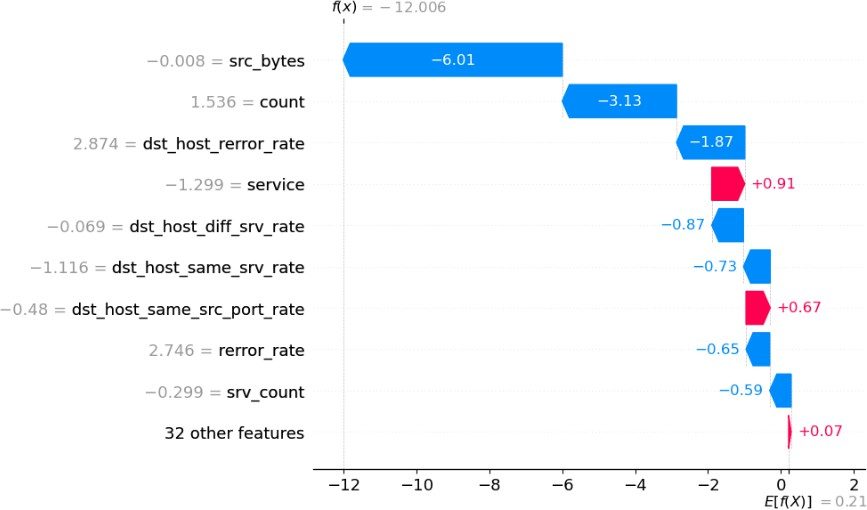 f(x) = −12.006
−0.008 = src_bytes
−6.01
1.536 = count
−3.13
2.874 = dst_host_rerror_rate
−1.87
−1.299 = service
+0.91
−0.069 = dst_host_diff_srv_rate
−0.87
−1.116 = dst_host_same_srv_rate
−0.73
−0.48 = dst_host_same_src_port_rate
+0.67
2.746 = rerror_rate
−0.65
−0.299 = srv_count
−0.59
32 other features
+0.07
−12 −10 −8 −6 −4 −2 0 2
E[f(X)] = 0.21